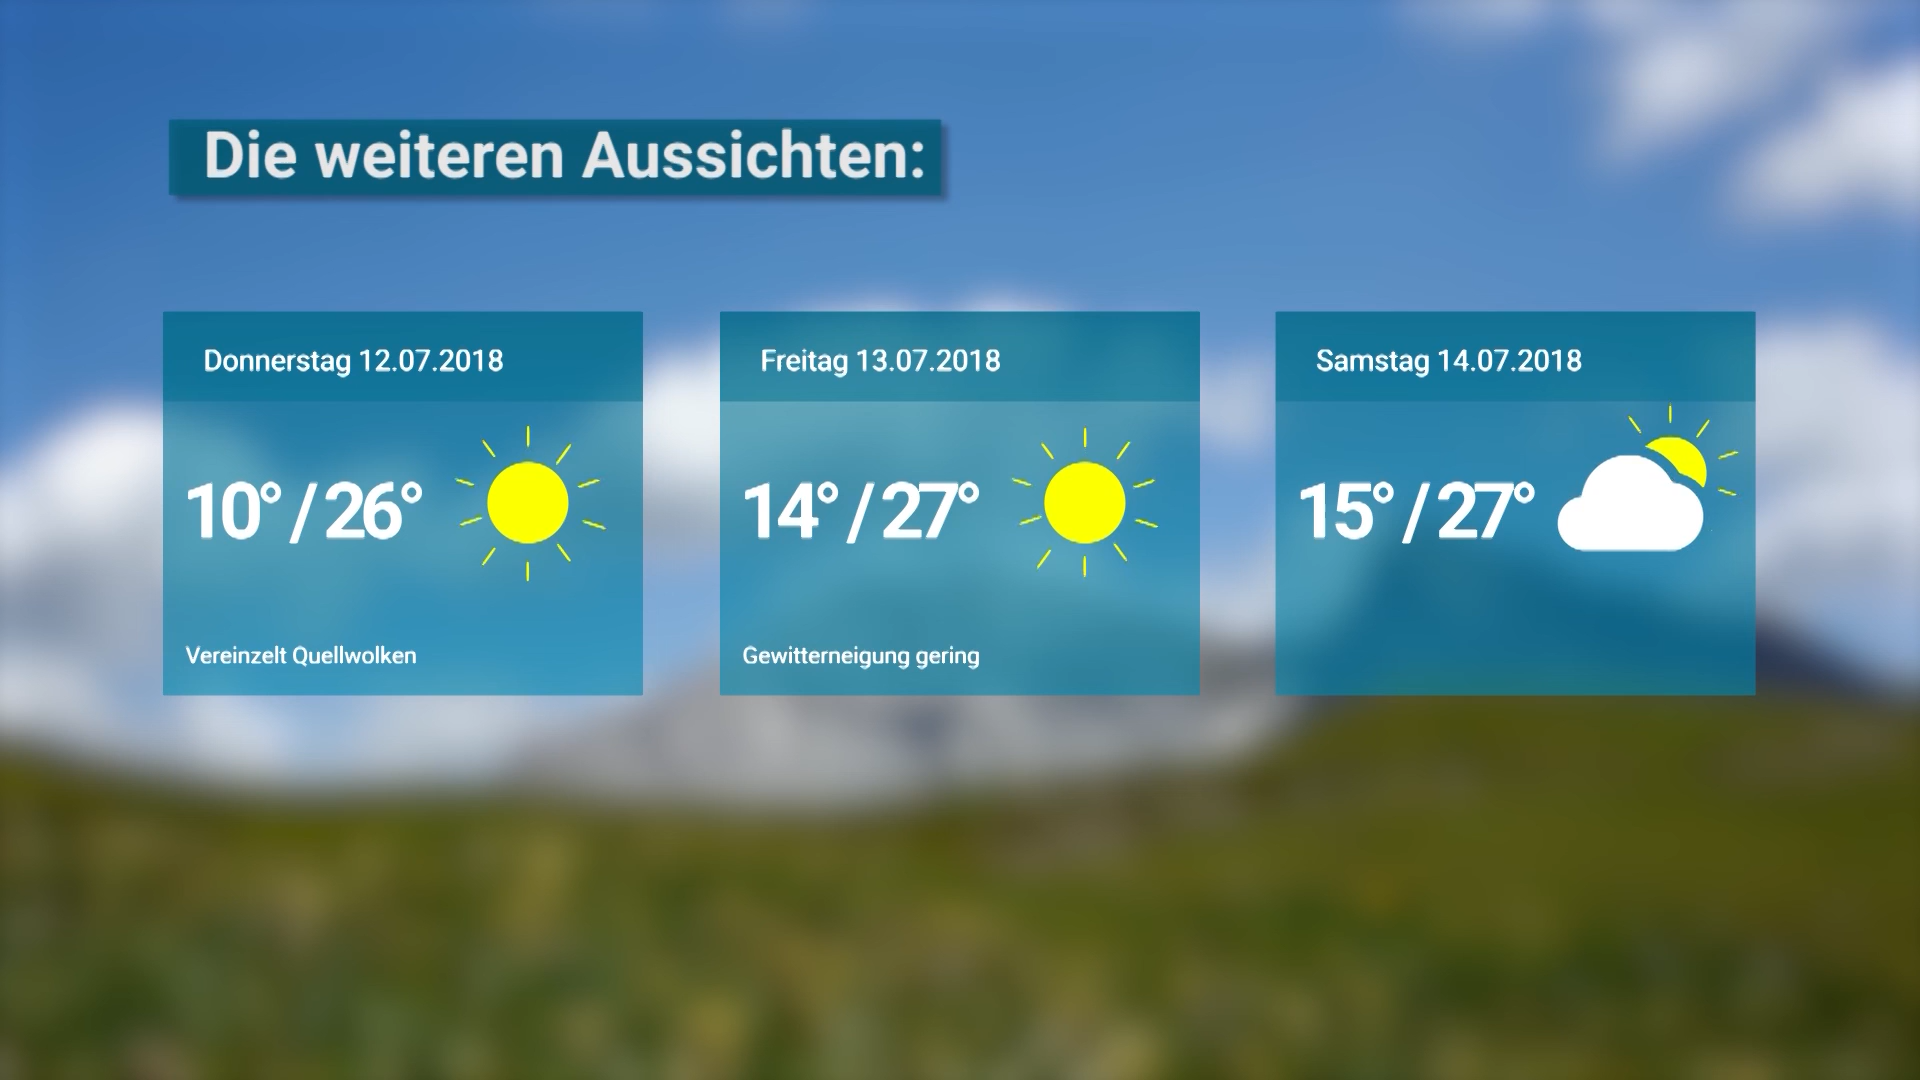 Die weiteren Aussichten:
Donnerstag 12.07.2018
10°/26°
Vereinzelt Quellwolken
Freitag 13.07.2018
14°/27°
Gewitterneigung gering
Samstag 14.07.2018
15°/27°